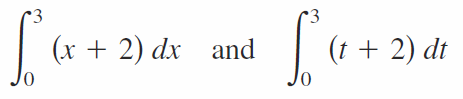 ∫₀³ (x + 2) dx and ∫₀³ (t + 2) dt